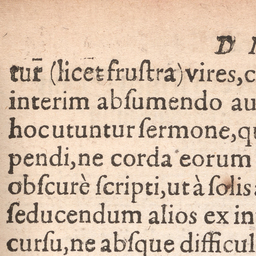 D
tur̄ (licēt fruſtra) vires, c
interim abſumendo au
hoc utuntur ſermone, qu
pendi, ne corda eorum
obſcurè ſcripti, ut à ſolis
ſeducendum alios ex in
curſu, ne abſque difficul